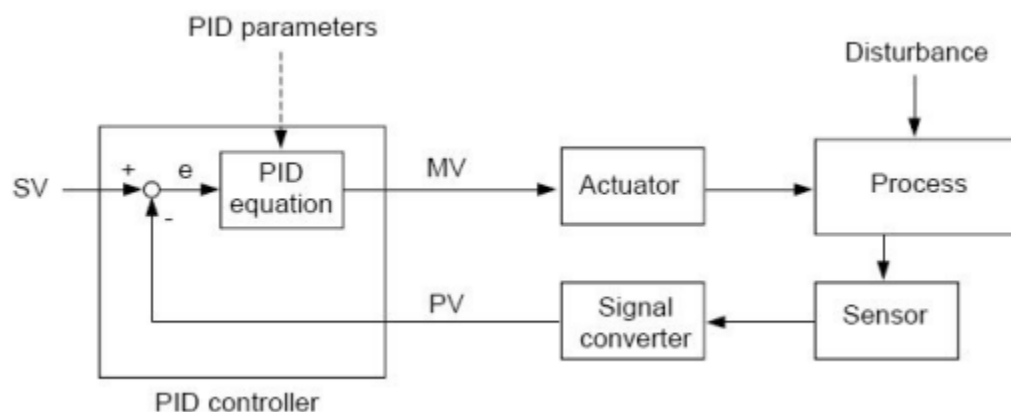 PID parameters
Disturbance
SV
+
e
-
PID
equation
MV
Actuator
Process
PV
Signal
converter
Sensor
PID controller